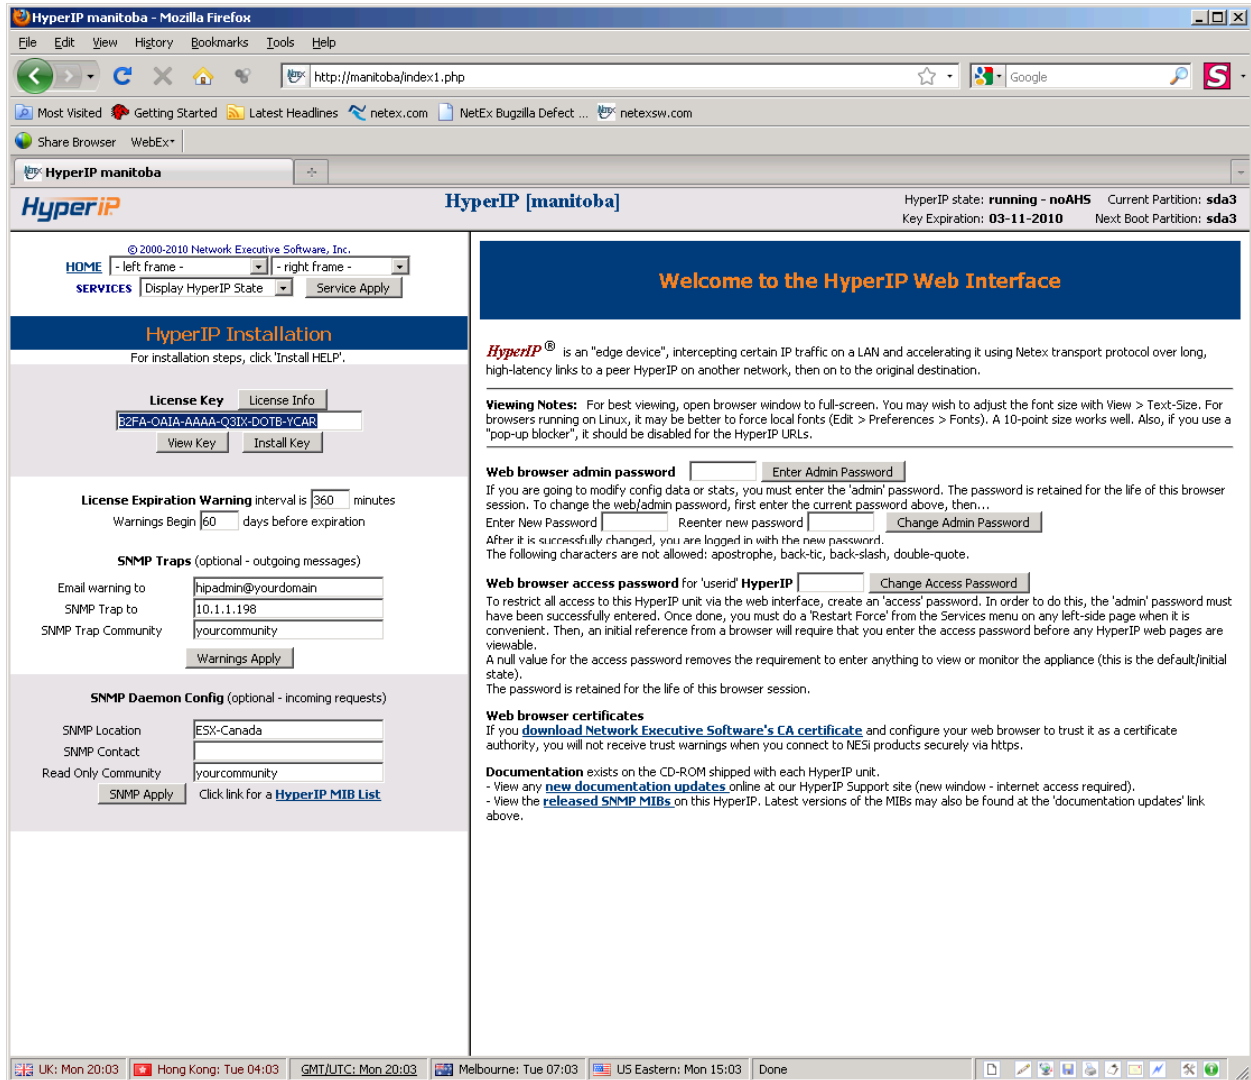 HyperIP manitoba - Mozilla Firefox
File Edit View History Bookmarks Tools Help
http://manitoba/index1.php
Google
Most Visited Getting Started Latest Headlines netex.com NetEx Bugzilla Defect ... netexsw.com
Share Browser WebEx
HyperIP manitoba
HyperIP
HyperIP [manitoba]
HyperIP state: running - noAHS Current Partition: sda3
Key Expiration: 03-11-2010 Next Boot Partition: sda3
© 2000-2010 Network Executive Software, Inc.
HOME - left frame - - right frame -
SERVICES Display HyperIP State Service Apply
HyperIP Installation
For installation steps, click 'Install HELP'.
License Key License Info
B2FA-OAIA-AAAA-Q3IX-DOTB-YCAR
View Key Install Key
License Expiration Warning interval is 360 minutes
Warnings Begin 60 days before expiration
SNMP Traps (optional - outgoing messages)
Email warning to hipadmin@yourdomain
SNMP Trap to 10.1.1.198
SNMP Trap Community yourcommunity
Warnings Apply
SNMP Daemon Config (optional - incoming requests)
SNMP Location ESX-Canada
SNMP Contact
Read Only Community yourcommunity
SNMP Apply Click link for a HyperIP MIB List
Welcome to the HyperIP Web Interface
HyperIP ® is an "edge device", intercepting certain IP traffic on a LAN and accelerating it using Netex transport protocol over long,
high-latency links to a peer HyperIP on another network, then on to the original destination.
Viewing Notes: For best viewing, open browser window to full-screen. You may wish to adjust the font size with View > Text-Size. For
browsers running on Linux, it may be better to force local fonts (Edit > Preferences > Fonts). A 10-point size works well. Also, if you use a
"pop-up blocker", it should be disabled for the HyperIP URLs.
Web browser admin password Enter Admin Password
If you are going to modify config data or stats, you must enter the 'admin' password. The password is retained for the life of this browser
session. To change the web/admin password, first enter the current password above, then...
Enter New Password Reenter new password Change Admin Password
After it is successfully changed, you are logged in with the new password.
The following characters are not allowed: apostrophe, back-tic, back-slash, double-quote.
Web browser access password for 'userid' HyperIP Change Access Password
To restrict all access to this HyperIP unit via the web interface, create an 'access' password. In order to do this, the 'admin' password must
have been successfully entered. Once done, you must do a 'Restart Force' from the Services menu on any left-side page when it is
convenient. Then, an initial reference from a browser will require that you enter the access password before any HyperIP web pages are
viewable.
A null value for the access password removes the requirement to enter anything to view or monitor the appliance (this is the default/initial
state).
The password is retained for the life of this browser session.
Web browser certificates
If you download Network Executive Software's CA certificate and configure your web browser to trust it as a certificate
authority, you will not receive trust warnings when you connect to NESi products securely via https.
Documentation exists on the CD-ROM shipped with each HyperIP unit.
- View any new documentation updates online at our HyperIP Support site (new window - internet access required).
- View the released SNMP MIBs on this HyperIP. Latest versions of the MIBs may also be found at the 'documentation updates' link
above.
UK: Mon 20:03 Hong Kong: Tue 04:03 GMT/UTC: Mon 20:03 Melbourne: Tue 07:03 US Eastern: Mon 15:03 Done